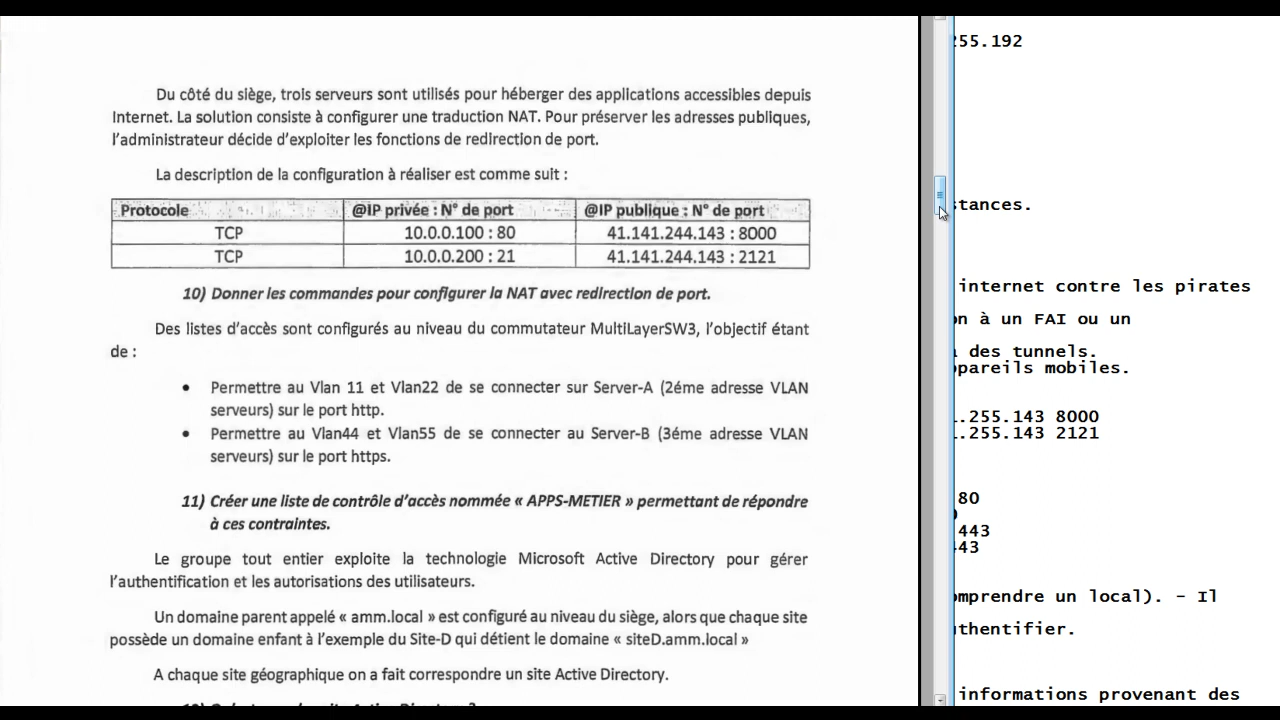 Du côté du siège, trois serveurs sont utilisés pour héberger des applications accessibles depuis
Internet. La solution consiste à configurer une traduction NAT. Pour préserver les adresses publiques,
l'administrateur décide d'exploiter les fonctions de redirection de port.
La description de la configuration à réaliser est comme suit :
Protocole @IP privée : N° de port @IP publique : N° de port
TCP 10.0.0.100 : 80 41.141.244.143 : 8000
TCP 10.0.0.200 : 21 41.141.244.143 : 2121
10) Donner les commandes pour configurer la NAT avec redirection de port.
Des listes d'accès sont configurés au niveau du commutateur MultiLayerSW3, l'objectif étant
de :
• Permettre au Vlan 11 et Vlan22 de se connecter sur Server-A (2éme adresse VLAN
serveurs) sur le port http.
• Permettre au Vlan44 et Vlan55 de se connecter au Server-B (3éme adresse VLAN
serveurs) sur le port https.
11) Créer une liste de contrôle d'accès nommée « APPS-METIER » permettant de répondre
à ces contraintes.
Le groupe tout entier exploite la technologie Microsoft Active Directory pour gérer
l'authentification et les autorisations des utilisateurs.
Un domaine parent appelé « amm.local » est configuré au niveau du siège, alors que chaque site
possède un domaine enfant à l'exemple du Site-D qui détient le domaine « siteD.amm.local »
A chaque site géographique on a fait correspondre un site Active Directory.
255.192
stances.
internet contre les pirates
on à un FAI ou un
des tunnels.
ppareils mobiles.
.255.143 8000
.255.143 2121
80
443
443
omprendre un local). - Il
uthentifier.
informations provenant des